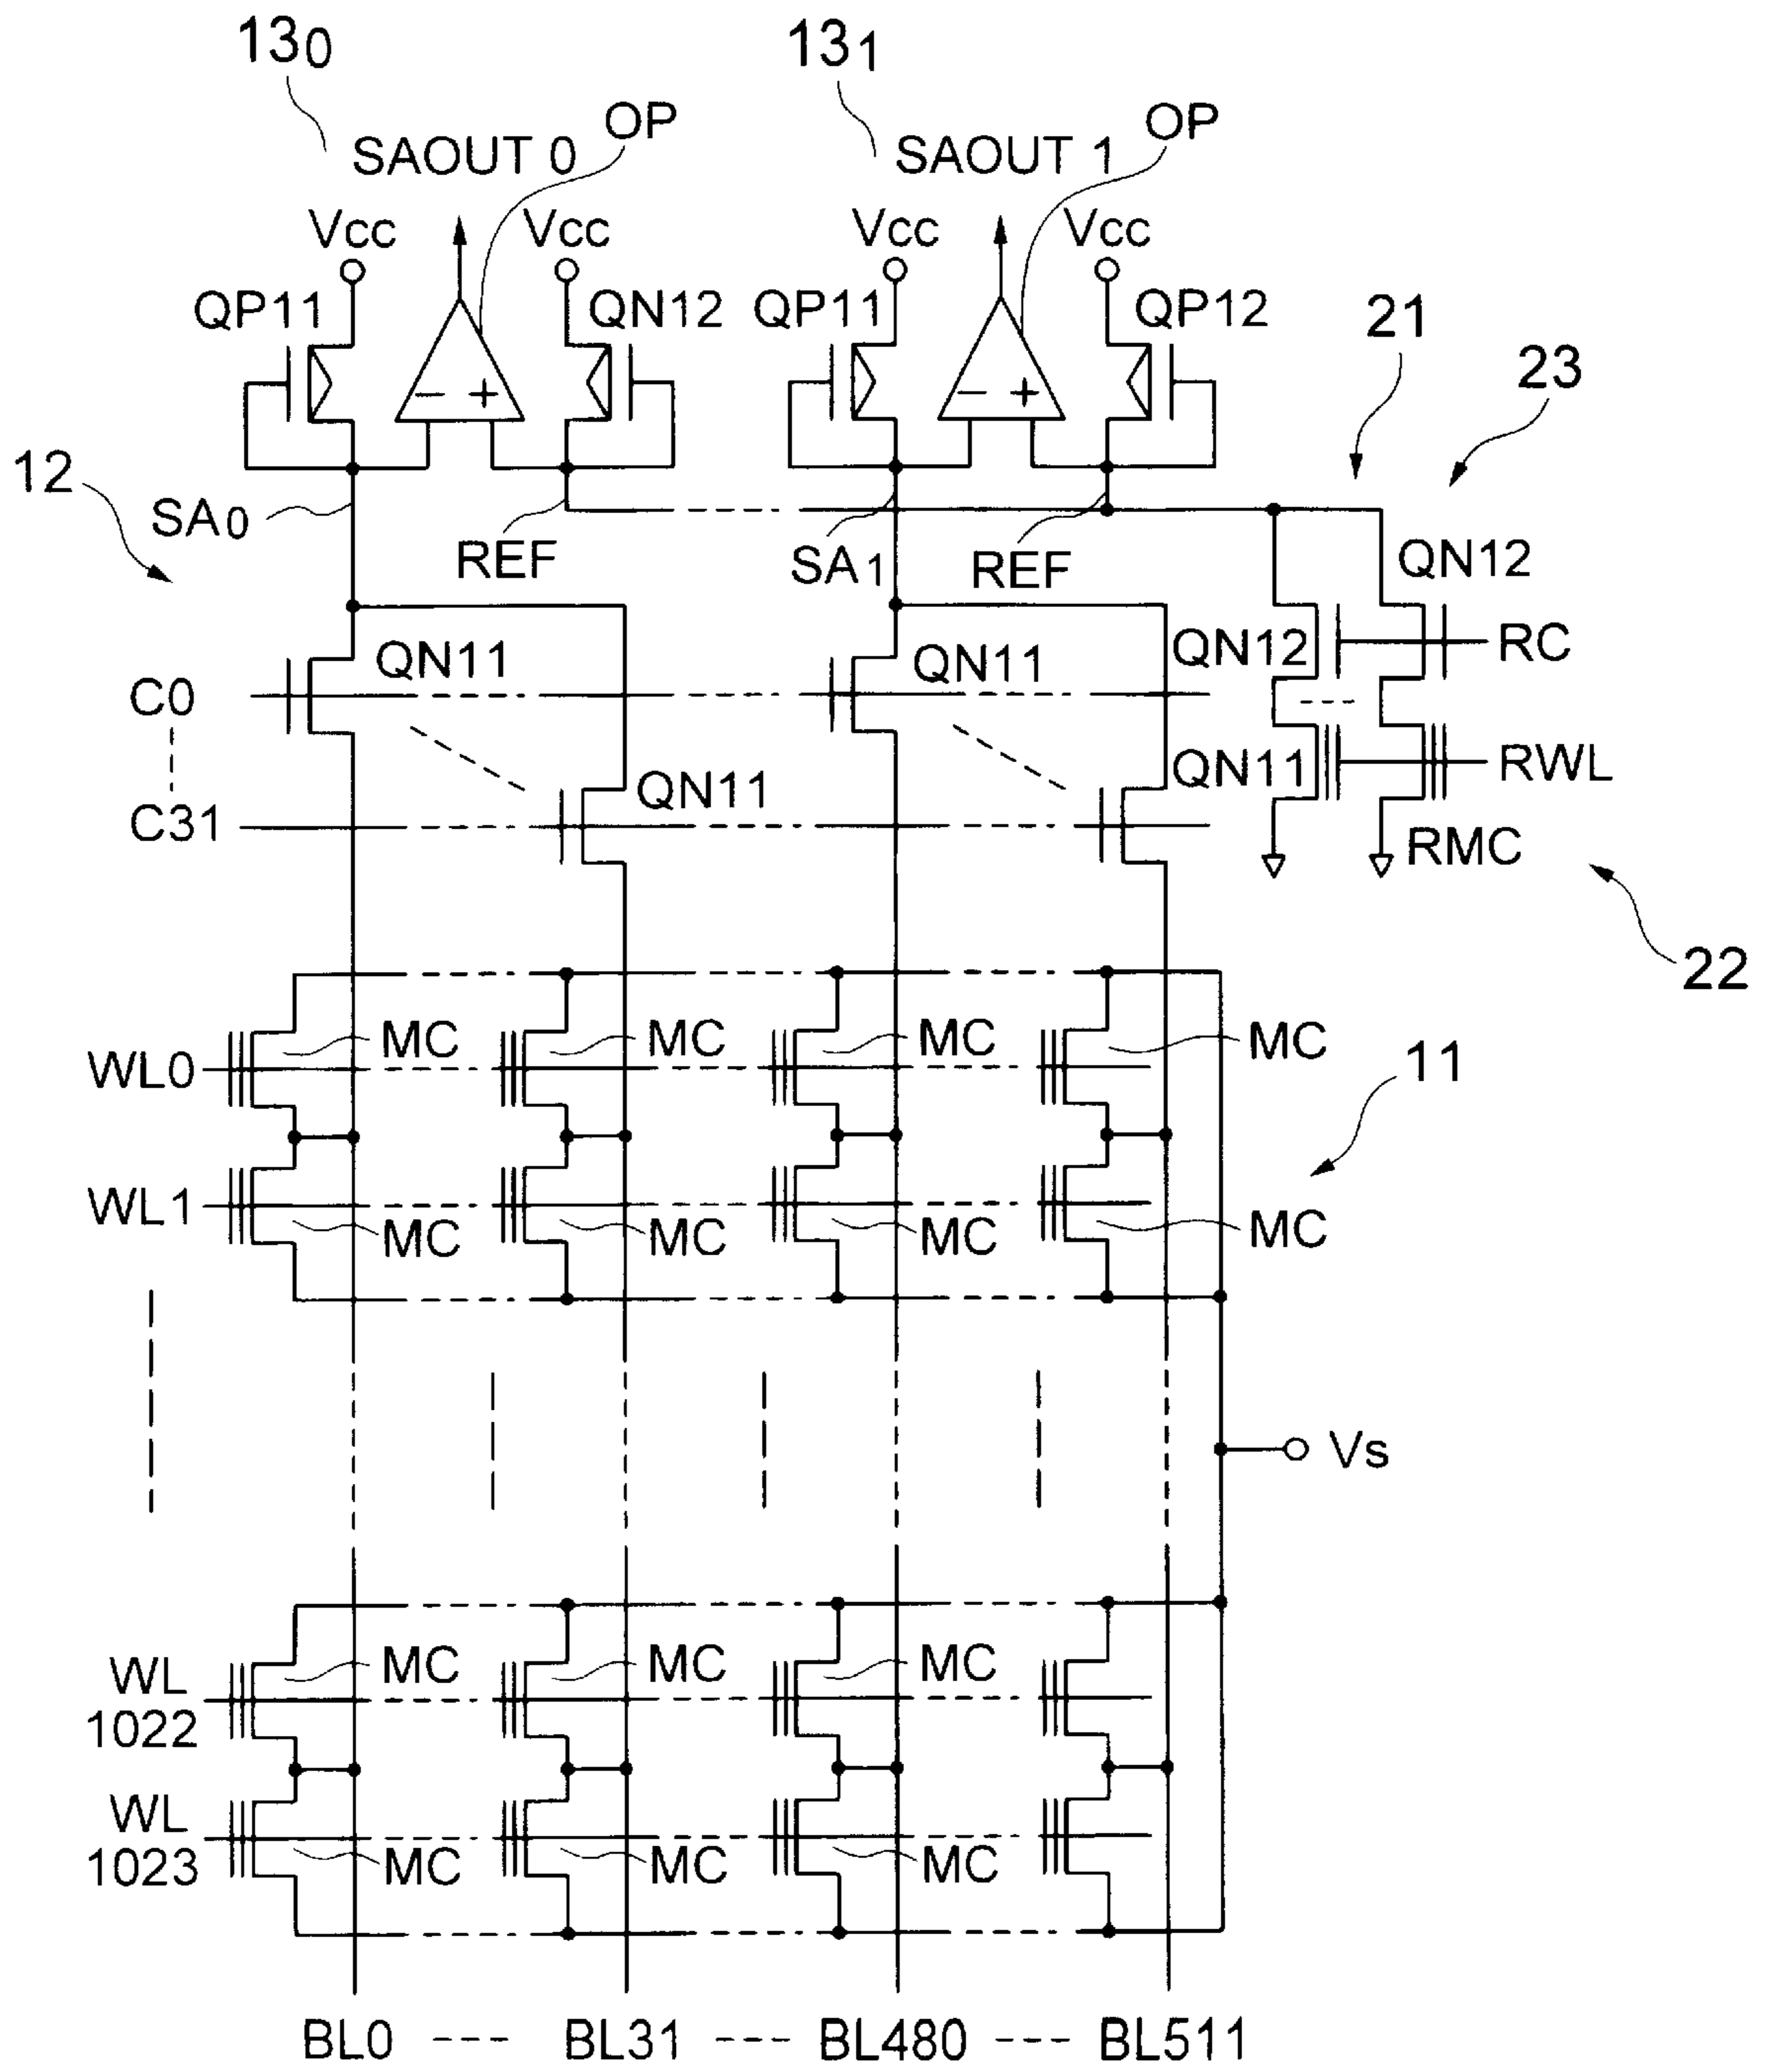 13₀ 13₁
SAOUT 0 OP SAOUT 1 OP
Vcc Vcc Vcc Vcc
QP11 QN12 QP11 QP12 21
23
12
SA₀ REF SA₁ REF QN12
C0 QN11 QN11 QN12 RC
QN11 RWL
C31 QN11 RMC
22
WL0 MC MC MC MC
11
WL1 MC MC MC MC
Vs
WL MC MC MC
1022
WL
1023 MC MC MC
BL0 --- BL31 --- BL480 --- BL511